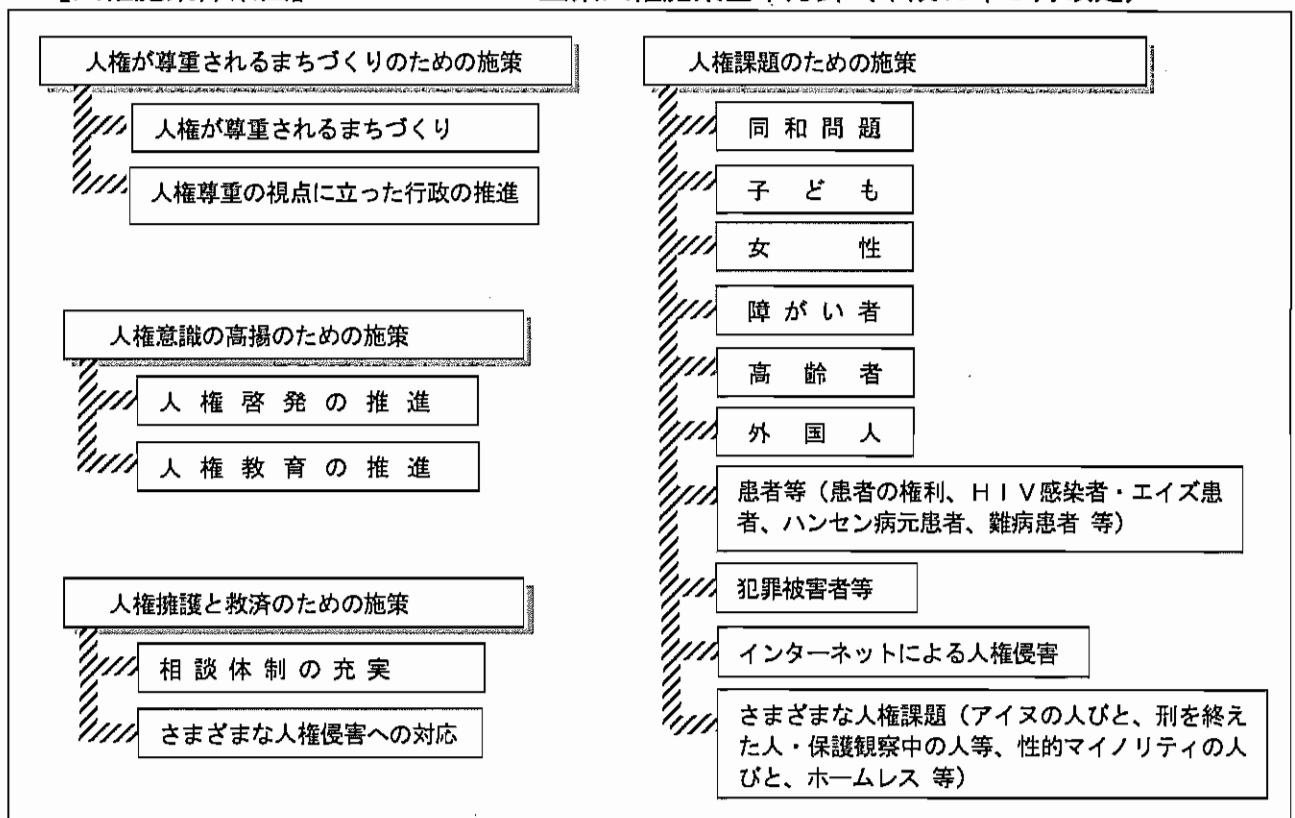 人権が尊重されるまちづくりのための施策
人権が尊重されるまちづくり
人権尊重の視点に立った行政の推進
人権意識の高揚のための施策
人権啓発の推進
人権教育の推進
人権擁護と救済のための施策
相談体制の充実
さまざまな人権侵害への対応
人権課題のための施策
同和問題
子ども
女性
障がい者
高齢者
外国人
患者等（患者の権利、ＨＩＶ感染者・エイズ患
者、ハンセン病元患者、難病患者 等）
犯罪被害者等
インターネットによる人権侵害
さまざまな人権課題（アイヌの人びと、刑を終え
た人・保護観察中の人等、性的マイノリティの人
びと、ホームレス 等）